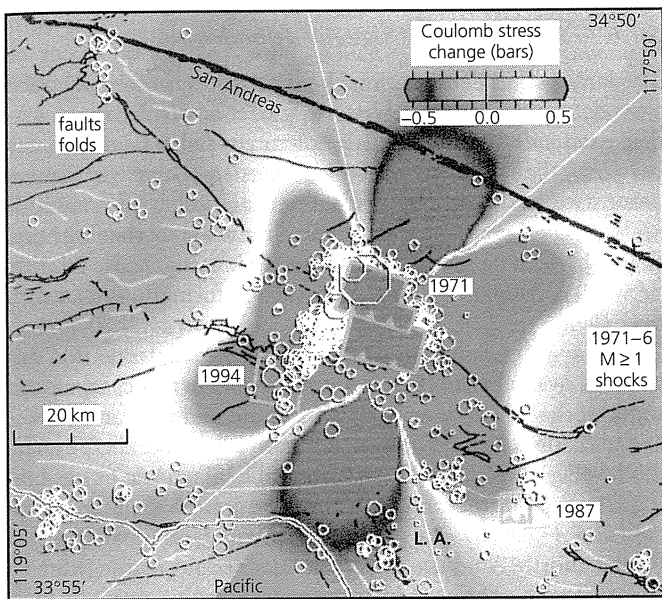 34°50′
Coulomb stress
change (bars)
−0.5 0.0 0.5
117°50′
San Andreas
faults
folds
1971
1971–6
M ≥ 1
shocks
1994
20 km
1987
L. A.
119°05′
33°55′
Pacific